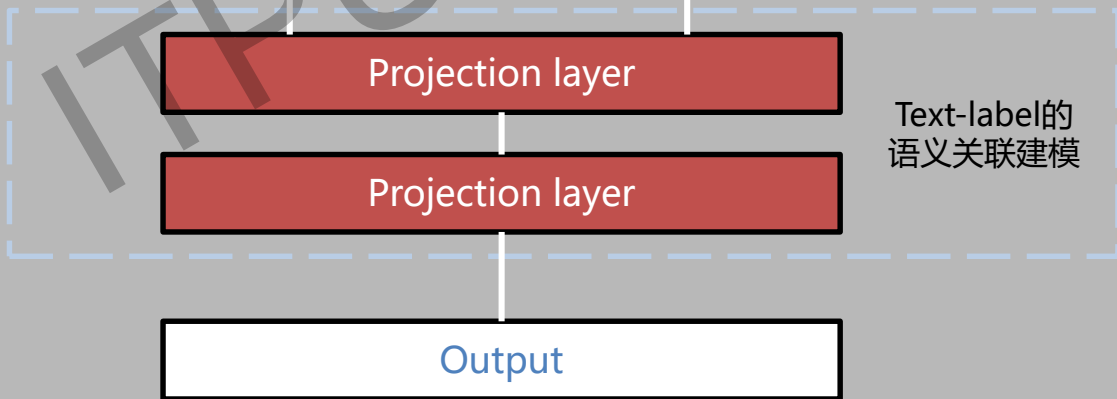 Projection layer
Text-label的
语义关联建模
Projection layer
Output